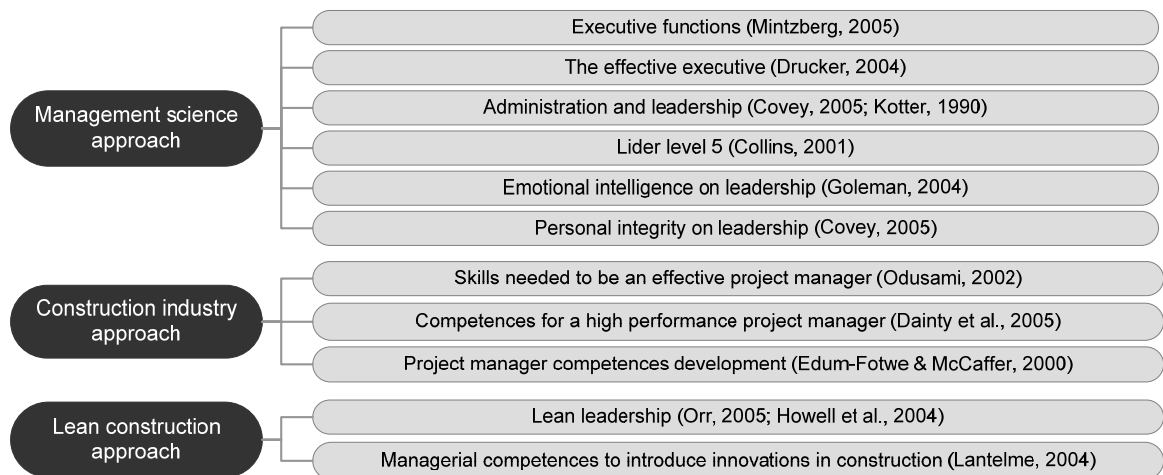 Management science
approach
Executive functions (Mintzberg, 2005)
The effective executive (Drucker, 2004)
Administration and leadership (Covey, 2005; Kotter, 1990)
Lider level 5 (Collins, 2001)
Emotional intelligence on leadership (Goleman, 2004)
Personal integrity on leadership (Covey, 2005)
Construction industry
approach
Skills needed to be an effective project manager (Odusami, 2002)
Competences for a high performance project manager (Dainty et al., 2005)
Project manager competences development (Edum-Fotwe & McCaffer, 2000)
Lean construction
approach
Lean leadership (Orr, 2005; Howell et al., 2004)
Managerial competences to introduce innovations in construction (Lantelme, 2004)